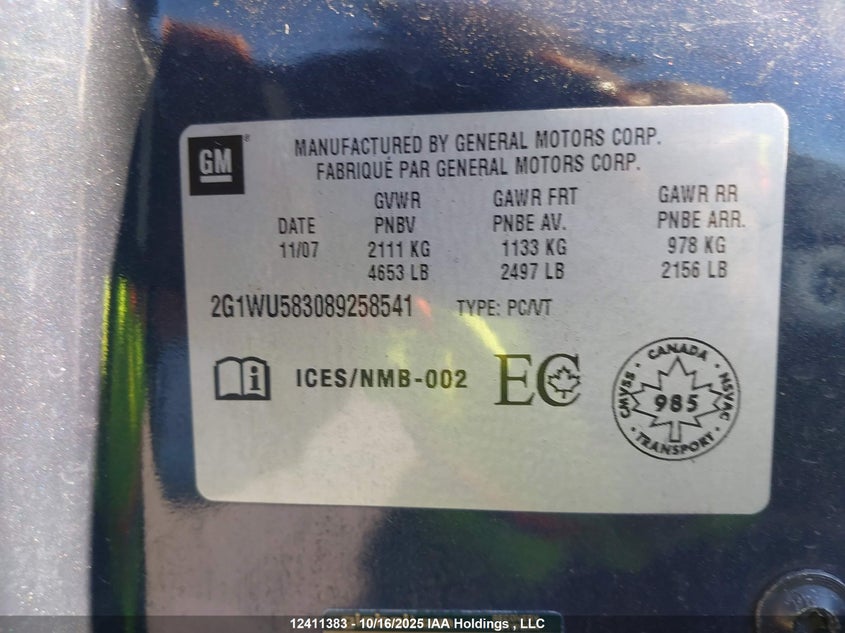 GM
MANUFACTURED BY GENERAL MOTORS CORP.
FABRIQUÉ PAR GENERAL MOTORS CORP.
GVWR GAWR FRT GAWR RR
DATE PNBV PNBE AV. PNBE ARR.
11/07 2111 KG 1133 KG 978 KG
4653 LB 2497 LB 2156 LB
2G1WU583089258541 TYPE: PC/VT
i ICES/NMB-002 EC
CANADA
CMVSS 985 NSVAC
TRANSPORT
12411383 - 10/16/2025 IAA Holdings , LLC